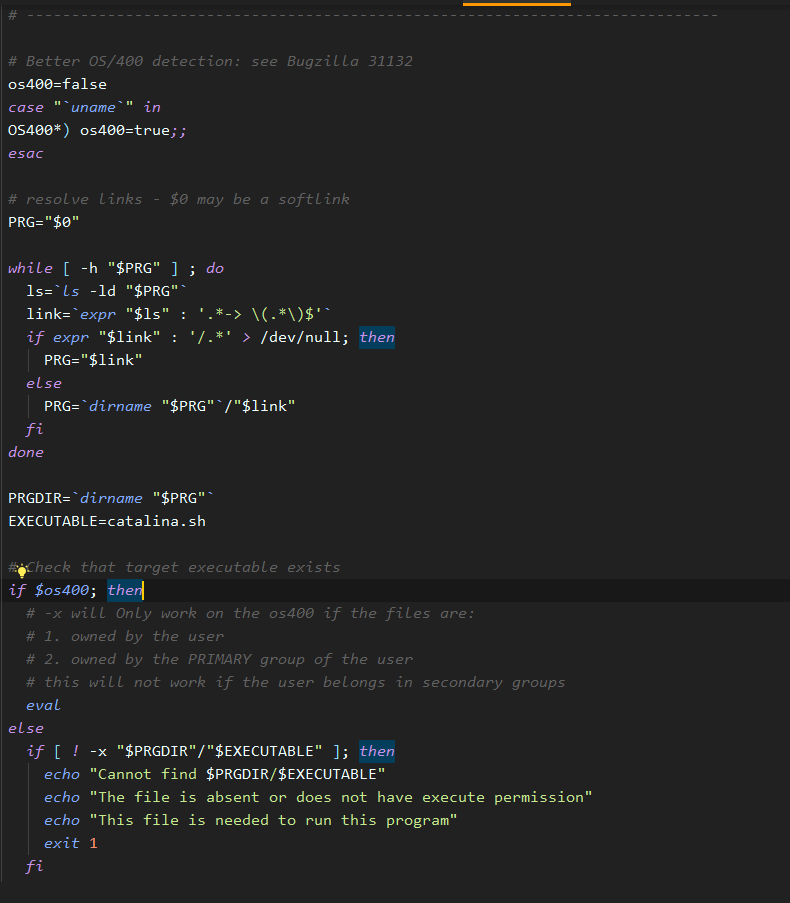 # -----------------------------------------------------------------------------

# Better OS/400 detection: see Bugzilla 31132
os400=false
case "`uname`" in
OS400*) os400=true;;
esac

# resolve links - $0 may be a softlink
PRG="$0"

while [ -h "$PRG" ] ; do
  ls=`ls -ld "$PRG"`
  link=`expr "$ls" : '.*-> \(.*\)$'`
  if expr "$link" : '/.*' > /dev/null; then
    PRG="$link"
  else
    PRG=`dirname "$PRG"`/"$link"
  fi
done

PRGDIR=`dirname "$PRG"`
EXECUTABLE=catalina.sh

# Check that target executable exists
if $os400; then
  # -x will Only work on the os400 if the files are:
  # 1. owned by the user
  # 2. owned by the PRIMARY group of the user
  # this will not work if the user belongs in secondary groups
  eval
else
  if [ ! -x "$PRGDIR"/"$EXECUTABLE" ]; then
    echo "Cannot find $PRGDIR/$EXECUTABLE"
    echo "The file is absent or does not have execute permission"
    echo "This file is needed to run this program"
    exit 1
  fi